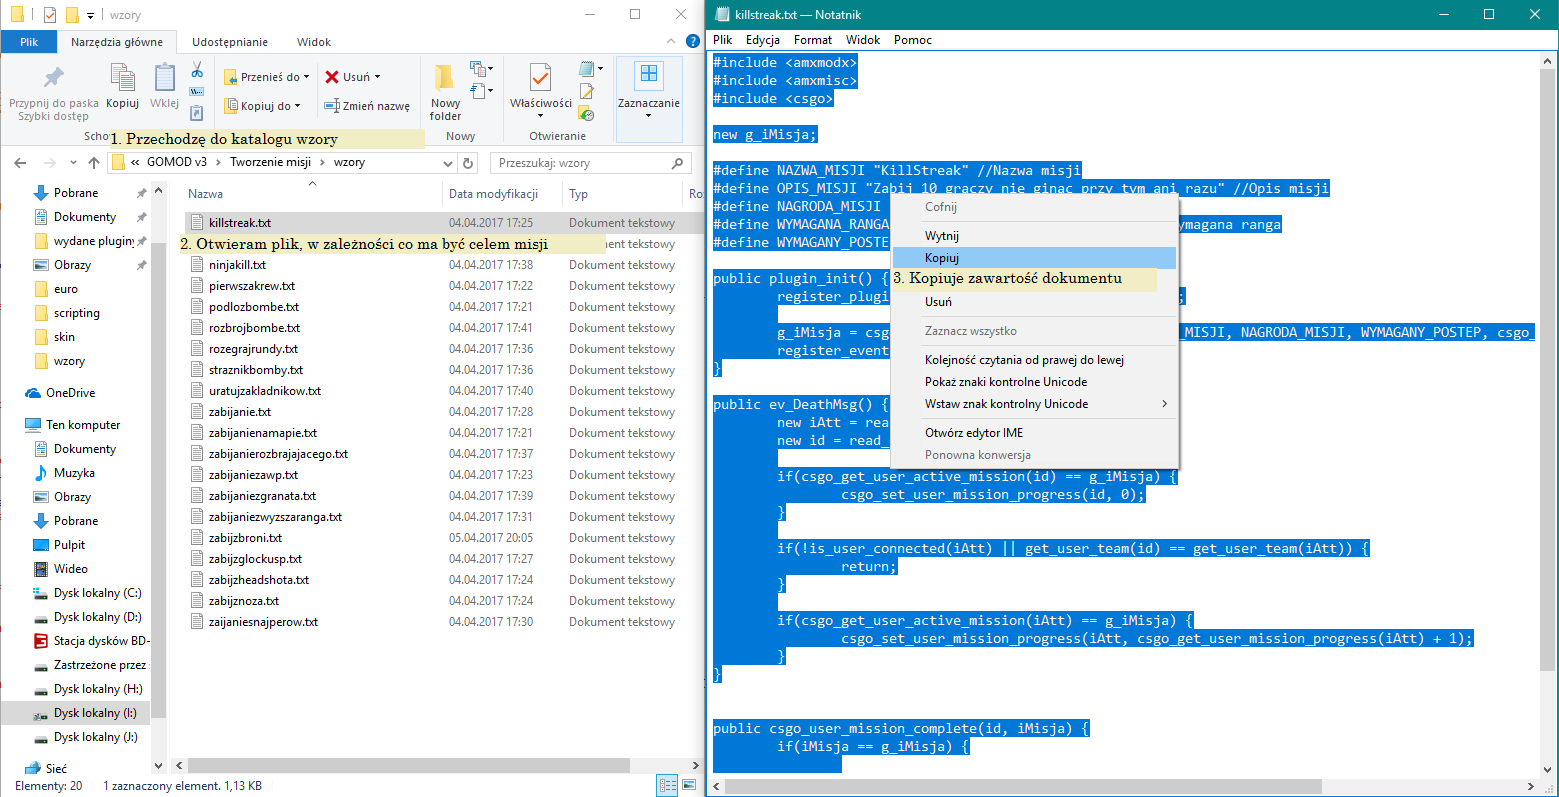 wzory
Plik
Narzędzia główne
Udostępnianie
Widok
Przypnij do paska
Szybki dostęp
Kopiuj
Wklej
Przenieś do
Kopiuj do
Usuń
Zmień nazwę
Nowy
folder
Właściwości
Zaznaczanie
Nowy
Otwieranie
1. Przechodzę do katalogu wzory
« GOMOD v3 › Tworzenie misji › wzory
Przeszukaj: wzory
Pobrane
Dokumenty
wydane pluginy
Obrazy
euro
scripting
skin
wzory
OneDrive
Ten komputer
Dokumenty
Muzyka
Obrazy
Pobrane
Pulpit
Wideo
Dysk lokalny (C:)
Dysk lokalny (D:)
Stacja dysków BD-
Zastrzeżone przez
Dysk lokalny (H:)
Dysk lokalny (I:)
Dysk lokalny (J:)
Sieć
Nazwa Data modyfikacji Typ
killstreak.txt 04.04.2017 17:25 Dokument tekstowy
2. Otwieram plik, w zależności co ma być celem misji tekstowy
ninjakill.txt 04.04.2017 17:38 Dokument tekstowy
pierwszakrew.txt 04.04.2017 17:22 Dokument tekstowy
podlozbombe.txt 04.04.2017 17:21 Dokument tekstowy
rozbrojbombe.txt 04.04.2017 17:41 Dokument tekstowy
rozegrajrundy.txt 04.04.2017 17:36 Dokument tekstowy
straznikbomby.txt 04.04.2017 17:36 Dokument tekstowy
uratujzakladnikow.txt 04.04.2017 17:40 Dokument tekstowy
zabijanie.txt 04.04.2017 17:28 Dokument tekstowy
zabijanienamapie.txt 04.04.2017 17:21 Dokument tekstowy
zabijanierozbrajajacego.txt 04.04.2017 17:37 Dokument tekstowy
zabijaniezawp.txt 04.04.2017 17:23 Dokument tekstowy
zabijaniezgranata.txt 04.04.2017 17:39 Dokument tekstowy
zabijaniezwyzszaranga.txt 04.04.2017 17:31 Dokument tekstowy
zabijzbroni.txt 05.04.2017 20:05 Dokument tekstowy
zabijzglockusp.txt 04.04.2017 17:27 Dokument tekstowy
zabijzheadshota.txt 04.04.2017 17:24 Dokument tekstowy
zabijznoza.txt 04.04.2017 17:24 Dokument tekstowy
zaijaniesnajperow.txt 04.04.2017 17:30 Dokument tekstowy
Elementy: 20 1 zaznaczony element. 1,13 KB
killstreak.txt — Notatnik
Plik Edycja Format Widok Pomoc
#include <amxmodx>
#include <amxmisc>
#include <csgo>
new g_iMisja;
#define NAZWA_MISJI "KillStreak" //Nazwa misji
#define OPIS_MISJI "Zabij 10 graczy nie ginac przy tym ani razu" //Opis misji
#define NAGRODA_MISJI
#define WYMAGANA_RANGA ymagana ranga
#define WYMAGANY_POSTE
public plugin_init() {
register_plugi ;
g_iMisja = csg _MISJI, NAGRODA_MISJI, WYMAGANY_POSTEP, csgo_
register_event
}
public ev_DeathMsg() {
new iAtt = rea
new id = read_
if(csgo_get_user_active_mission(id) == g_iMisja) {
csgo_set_user_mission_progress(id, 0);
}
if(!is_user_connected(iAtt) || get_user_team(id) == get_user_team(iAtt)) {
return;
}
if(csgo_get_user_active_mission(iAtt) == g_iMisja) {
csgo_set_user_mission_progress(iAtt, csgo_get_user_mission_progress(iAtt) + 1);
}
}
public csgo_user_mission_complete(id, iMisja) {
if(iMisja == g_iMisja) {
Cofnij
Wytnij
Kopiuj
3. Kopiuje zawartość dokumentu
Usuń
Zaznacz wszystko
Kolejność czytania od prawej do lewej
Pokaż znaki kontrolne Unicode
Wstaw znak kontrolny Unicode
Otwórz edytor IME
Ponowna konwersja